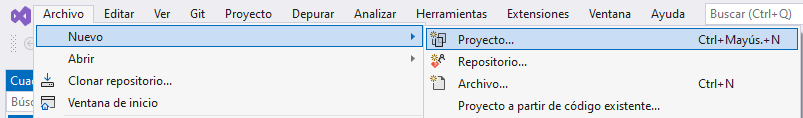 Archivo Editar Ver Git Proyecto Depurar Analizar Herramientas Extensiones Ventana Ayuda Buscar (Ctrl+Q)
Nuevo Proyecto... Ctrl+Mayús.+N
Abrir Repositorio...
Clonar repositorio... Archivo... Ctrl+N
Ventana de inicio Proyecto a partir de código existente...
Cua
Búsc